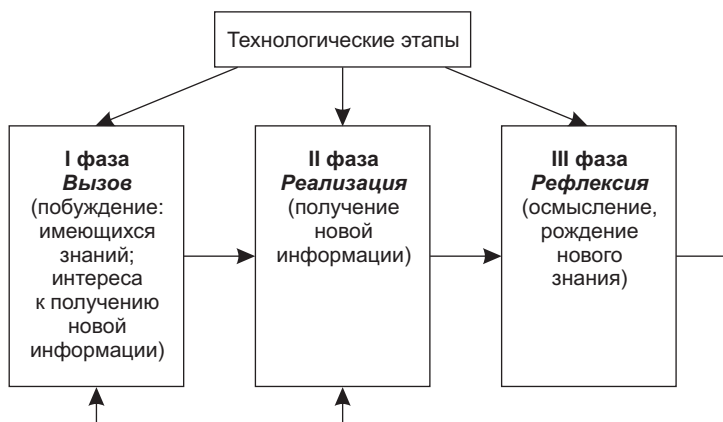 Технологические этапы
I фаза
Вызов
(побуждение:
имеющихся
знаний;
интереса
к получению
новой
информации)
II фаза
Реализация
(получение
новой
информации)
III фаза
Рефлексия
(осмысление,
рождение
нового
знания)